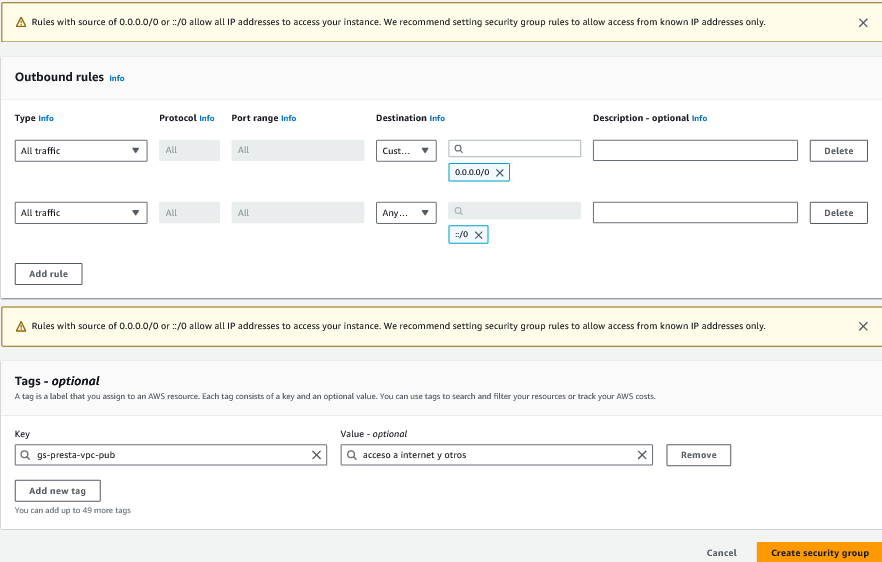 Rules with source of 0.0.0.0/0 or ::/0 allow all IP addresses to access your instance. We recommend setting security group rules to allow access from known IP addresses only.
Outbound rules Info
Type Info Protocol Info Port range Info Destination Info Description - optional Info
All traffic All All Cust... Delete
0.0.0.0/0
All traffic All All Any... Delete
::/0
Add rule
Rules with source of 0.0.0.0/0 or ::/0 allow all IP addresses to access your instance. We recommend setting security group rules to allow access from known IP addresses only.
Tags - optional
A tag is a label that you assign to an AWS resource. Each tag consists of a key and an optional value. You can use tags to search and filter your resources or track your AWS costs.
Key Value - optional
gs-presta-vpc-pub acceso a internet y otros Remove
Add new tag
You can add up to 49 more tags
Cancel Create security group